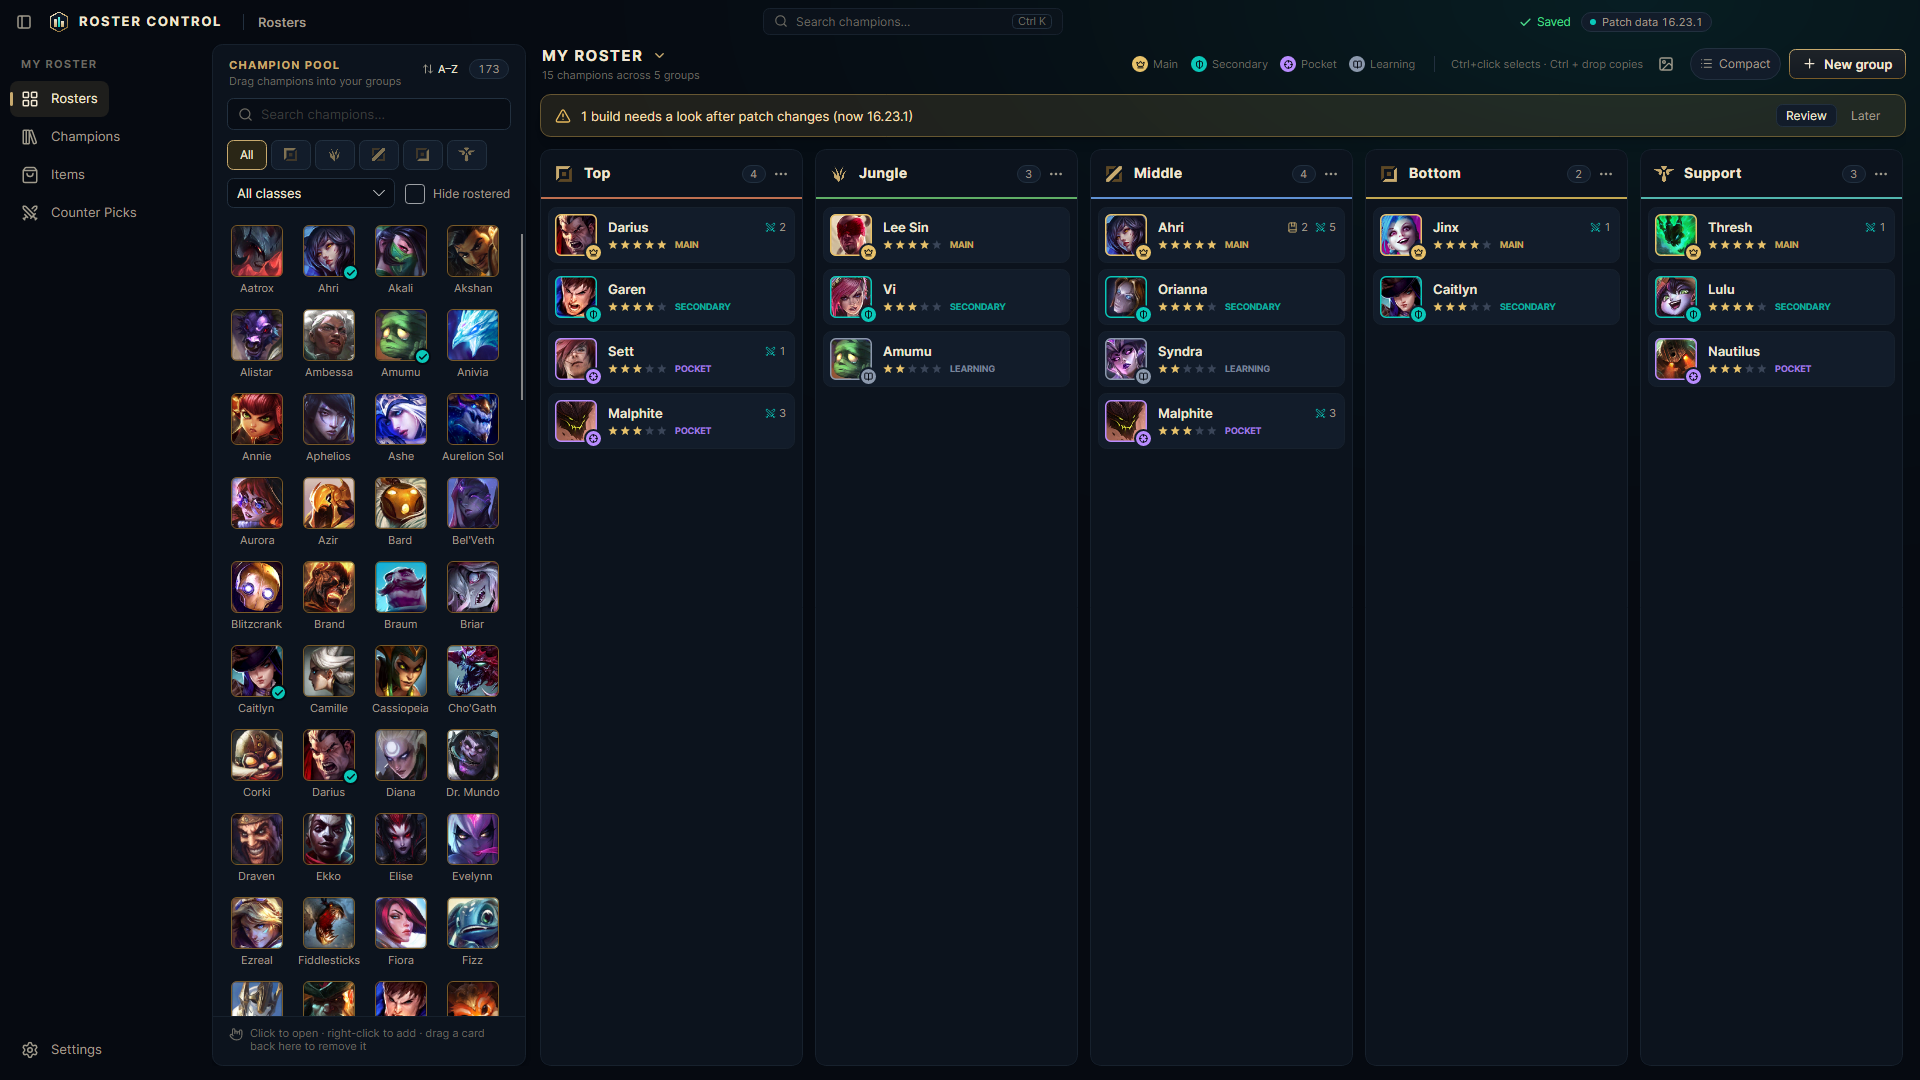 ROSTER CONTROL
Rosters
Search champions...
Ctrl K
Saved
Patch data 16.23.1
MY ROSTER
Rosters
Champions
Items
Counter Picks
Settings
CHAMPION POOL
Drag champions into your groups
A–Z
173
Search champions...
All
All classes
Hide rostered
Aatrox
Ahri
Akali
Akshan
Alistar
Ambessa
Amumu
Anivia
Annie
Aphelios
Ashe
Aurelion Sol
Aurora
Azir
Bard
Bel'Veth
Blitzcrank
Brand
Braum
Briar
Caitlyn
Camille
Cassiopeia
Cho'Gath
Corki
Darius
Diana
Dr. Mundo
Draven
Ekko
Elise
Evelynn
Ezreal
Fiddlesticks
Fiora
Fizz
Click to open · right-click to add · drag a card
back here to remove it
MY ROSTER
15 champions across 5 groups
Main
Secondary
Pocket
Learning
Ctrl+click selects · Ctrl + drop copies
Compact
New group
1 build needs a look after patch changes (now 16.23.1)
Review
Later
Top
4
Darius
2
MAIN
Garen
SECONDARY
Sett
1
POCKET
Malphite
3
POCKET
Jungle
3
Lee Sin
MAIN
Vi
SECONDARY
Amumu
LEARNING
Middle
4
Ahri
2
5
MAIN
Orianna
SECONDARY
Syndra
LEARNING
Malphite
3
POCKET
Bottom
2
Jinx
1
MAIN
Caitlyn
SECONDARY
Support
3
Thresh
1
MAIN
Lulu
SECONDARY
Nautilus
POCKET